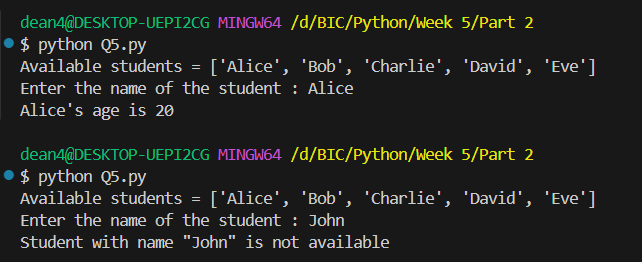 dean4@DESKTOP-UEPI2CG MINGW64 /d/BIC/Python/Week 5/Part 2
$ python Q5.py
Available students = ['Alice', 'Bob', 'Charlie', 'David', 'Eve']
Enter the name of the student : Alice
Alice's age is 20
dean4@DESKTOP-UEPI2CG MINGW64 /d/BIC/Python/Week 5/Part 2
$ python Q5.py
Available students = ['Alice', 'Bob', 'Charlie', 'David', 'Eve']
Enter the name of the student : John
Student with name "John" is not available